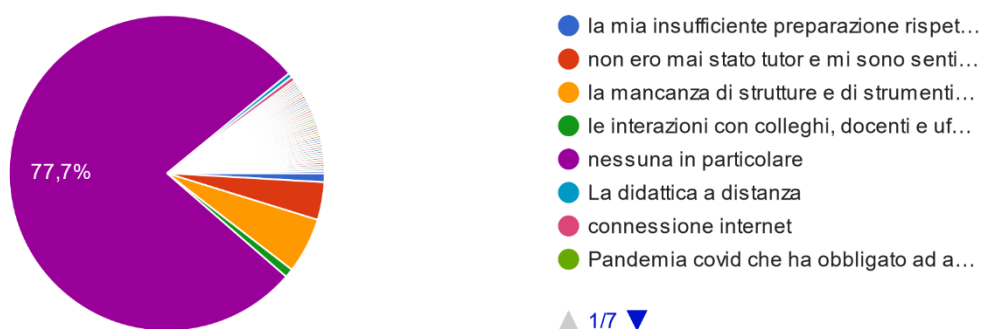 77,7%
la mia insufficiente preparazione rispet…
non ero mai stato tutor e mi sono senti…
la mancanza di strutture e di strumenti…
le interazioni con colleghi, docenti e uf…
nessuna in particolare
La didattica a distanza
connessione internet
Pandemia covid che ha obbligato ad a…
1/7